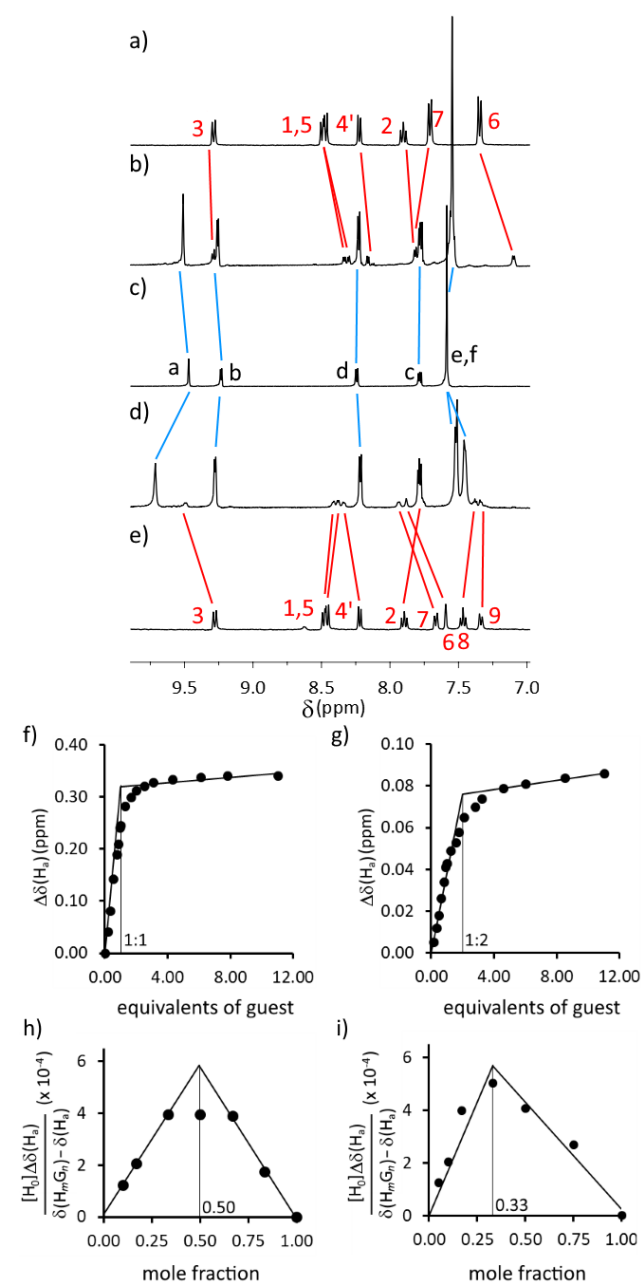 a)
3
1,5
4'
2
7
6
b)
c)
a
b
d
c
e,f
d)
e)
3
1,5
4'
2
7
6
8
9
9.5
9.0
8.5
8.0
7.5
7.0
δ(ppm)
f)
Δδ(Hₐ)(ppm)
0.40
0.30
0.20
0.10
0.00
1:1
0.00 4.00 8.00 12.00
equivalents of guest
g)
Δδ(Hₐ)(ppm)
0.10
0.08
0.06
0.04
0.02
0.00
1:2
0.00 4.00 8.00 12.00
equivalents of guest
h)
[H₀]Δδ(Hₐ)
δ(HₘGₙ)− δ(Hₐ)
(x 10⁻⁴)
6
4
2
0
0.50
0.00 0.25 0.50 0.75 1.00
mole fraction
i)
[H₀]Δδ(Hₐ)
δ(HₘGₙ)− δ(Hₐ)
(x 10⁻⁴)
6
4
2
0
0.33
0.00 0.25 0.50 0.75 1.00
mole fraction